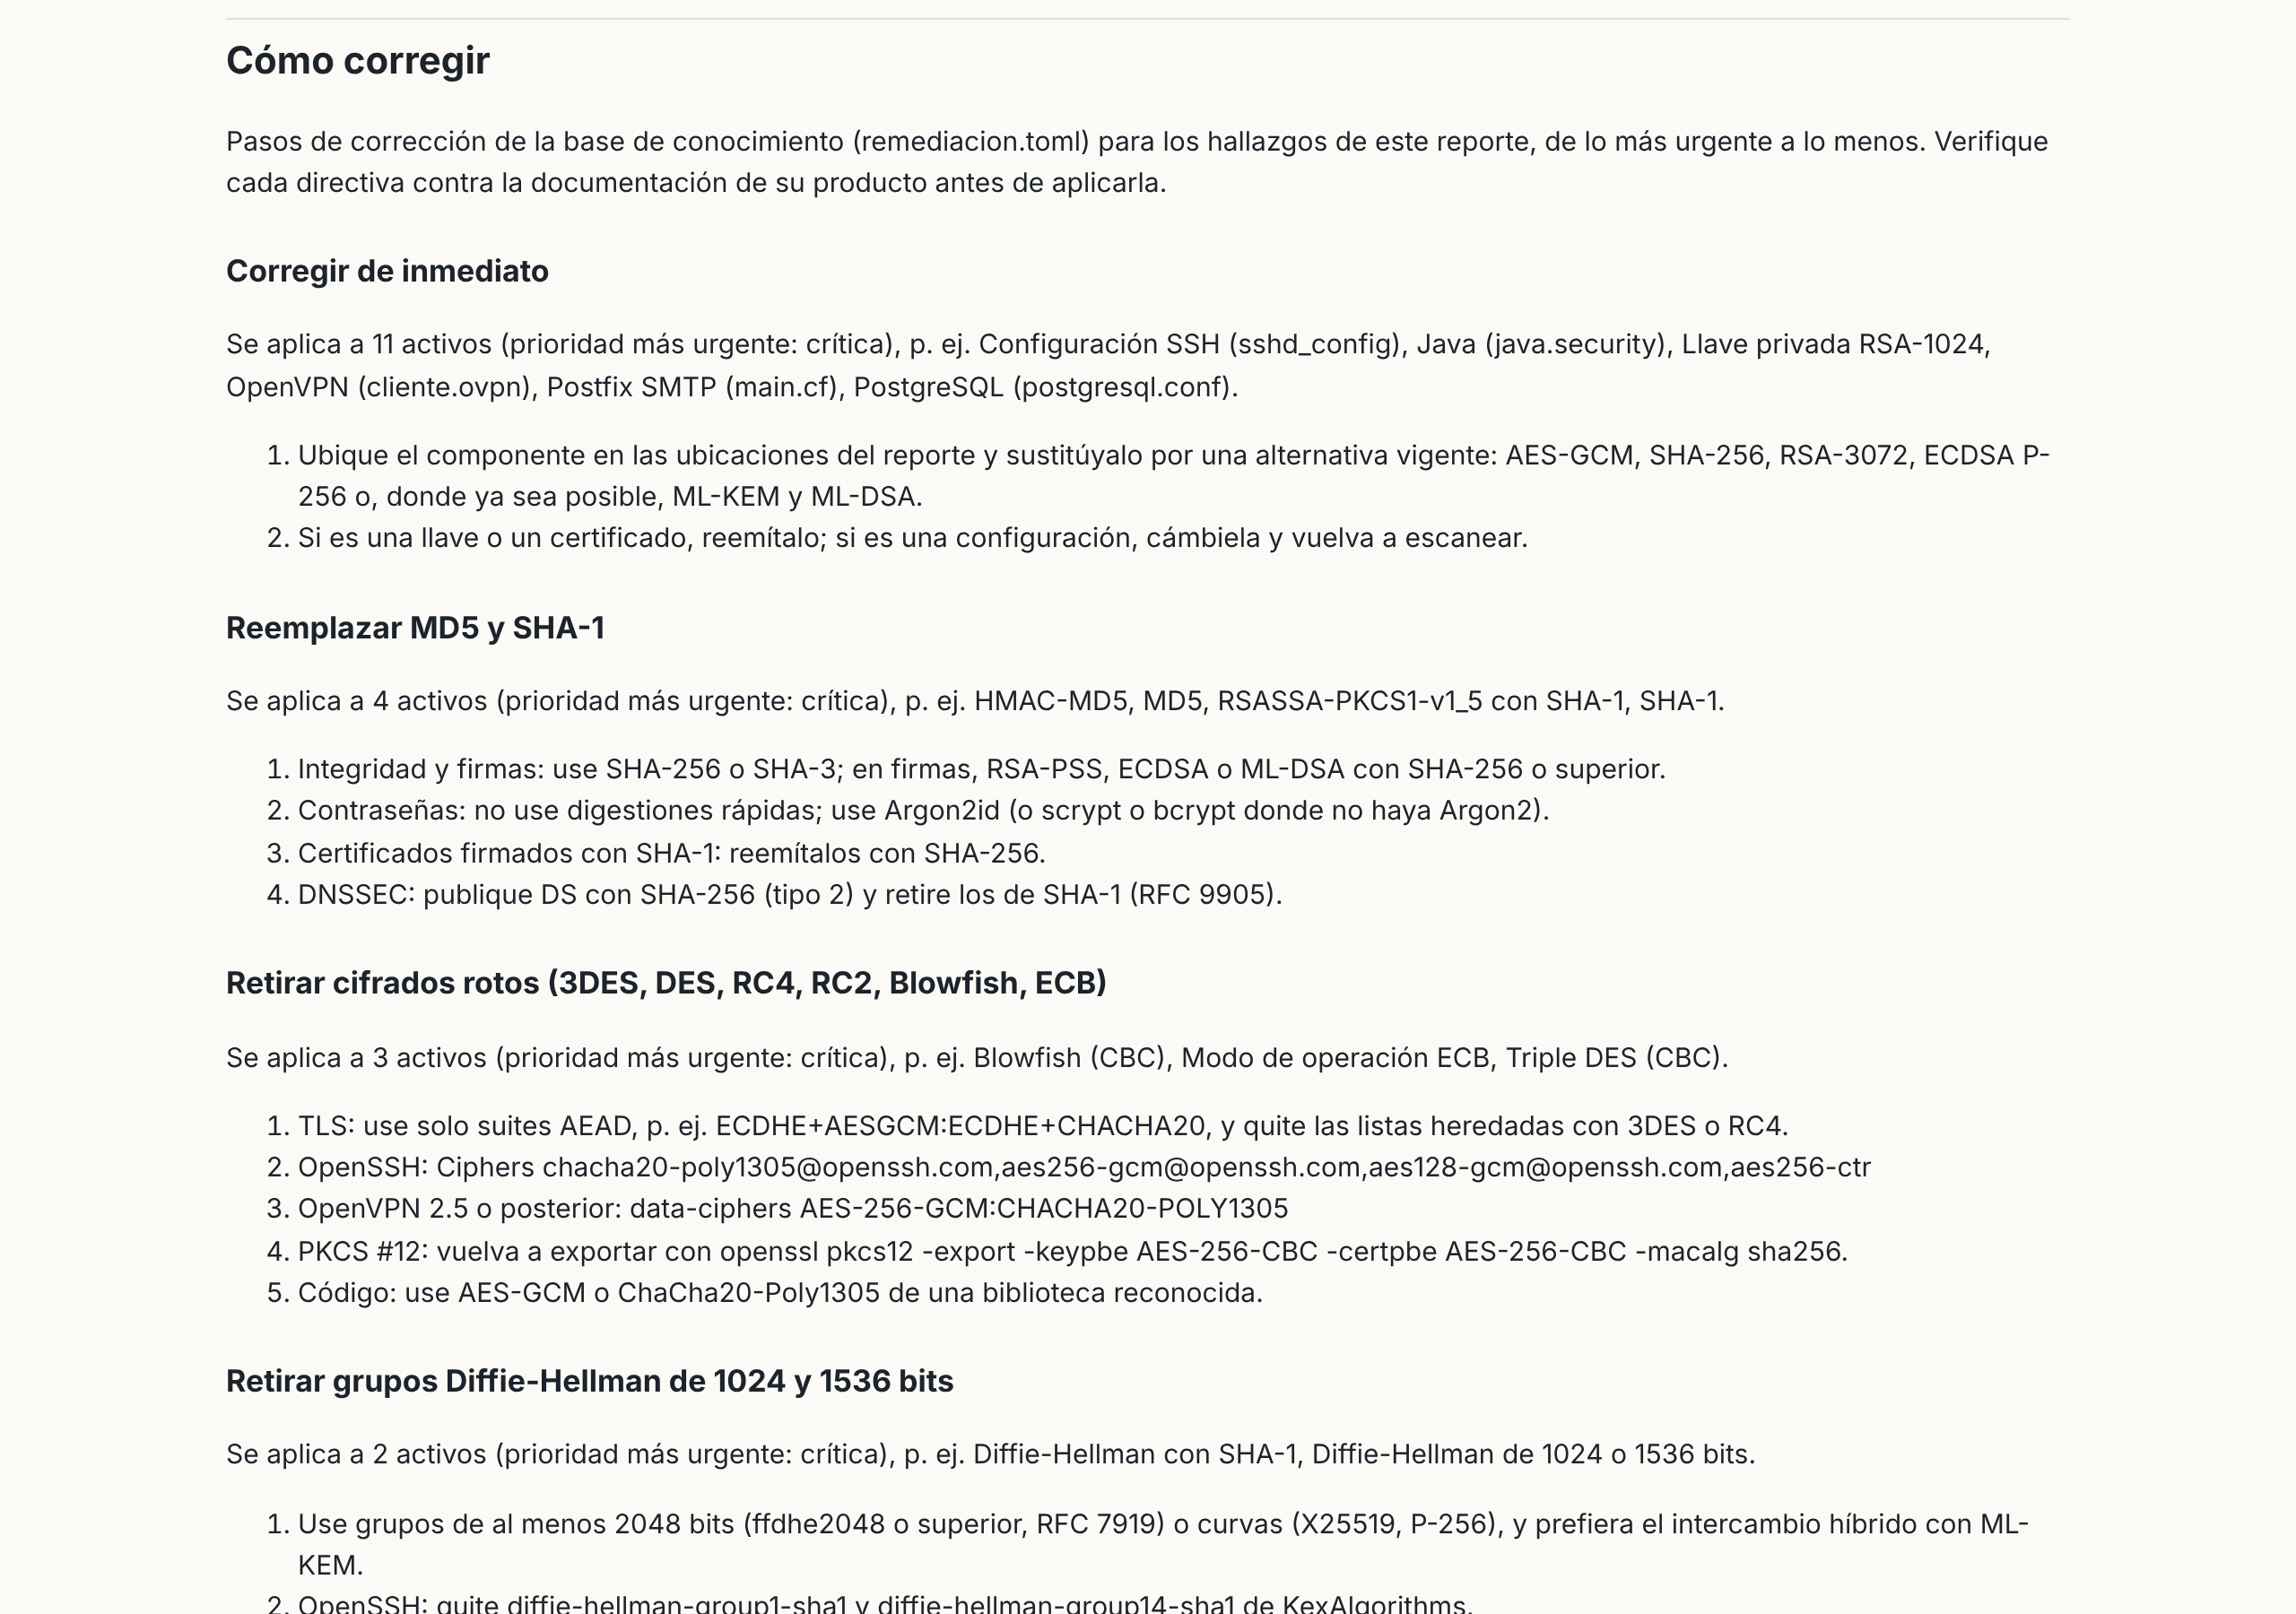 Cómo corregir
Pasos de corrección de la base de conocimiento (remediacion.toml) para los hallazgos de este reporte, de lo más urgente a lo menos. Verifique
cada directiva contra la documentación de su producto antes de aplicarla.
Corregir de inmediato
Se aplica a 11 activos (prioridad más urgente: crítica), p. ej. Configuración SSH (sshd_config), Java (java.security), Llave privada RSA-1024,
OpenVPN (cliente.ovpn), Postfix SMTP (main.cf), PostgreSQL (postgresql.conf).
1. Ubique el componente en las ubicaciones del reporte y sustitúyalo por una alternativa vigente: AES-GCM, SHA-256, RSA-3072, ECDSA P-
256 o, donde ya sea posible, ML-KEM y ML-DSA.
2. Si es una llave o un certificado, reemítalo; si es una configuración, cámbiela y vuelva a escanear.
Reemplazar MD5 y SHA-1
Se aplica a 4 activos (prioridad más urgente: crítica), p. ej. HMAC-MD5, MD5, RSASSA-PKCS1-v1_5 con SHA-1, SHA-1.
1. Integridad y firmas: use SHA-256 o SHA-3; en firmas, RSA-PSS, ECDSA o ML-DSA con SHA-256 o superior.
2. Contraseñas: no use digestiones rápidas; use Argon2id (o scrypt o bcrypt donde no haya Argon2).
3. Certificados firmados con SHA-1: reemítalos con SHA-256.
4. DNSSEC: publique DS con SHA-256 (tipo 2) y retire los de SHA-1 (RFC 9905).
Retirar cifrados rotos (3DES, DES, RC4, RC2, Blowfish, ECB)
Se aplica a 3 activos (prioridad más urgente: crítica), p. ej. Blowfish (CBC), Modo de operación ECB, Triple DES (CBC).
1. TLS: use solo suites AEAD, p. ej. ECDHE+AESGCM:ECDHE+CHACHA20, y quite las listas heredadas con 3DES o RC4.
2. OpenSSH: Ciphers chacha20-poly1305@openssh.com,aes256-gcm@openssh.com,aes128-gcm@openssh.com,aes256-ctr
3. OpenVPN 2.5 o posterior: data-ciphers AES-256-GCM:CHACHA20-POLY1305
4. PKCS #12: vuelva a exportar con openssl pkcs12 -export -keypbe AES-256-CBC -certpbe AES-256-CBC -macalg sha256.
5. Código: use AES-GCM o ChaCha20-Poly1305 de una biblioteca reconocida.
Retirar grupos Diffie-Hellman de 1024 y 1536 bits
Se aplica a 2 activos (prioridad más urgente: crítica), p. ej. Diffie-Hellman con SHA-1, Diffie-Hellman de 1024 o 1536 bits.
1. Use grupos de al menos 2048 bits (ffdhe2048 o superior, RFC 7919) o curvas (X25519, P-256), y prefiera el intercambio híbrido con ML-
KEM.
2. OpenSSH: quite diffie-hellman-group1-sha1 y diffie-hellman-group14-sha1 de KexAlgorithms.